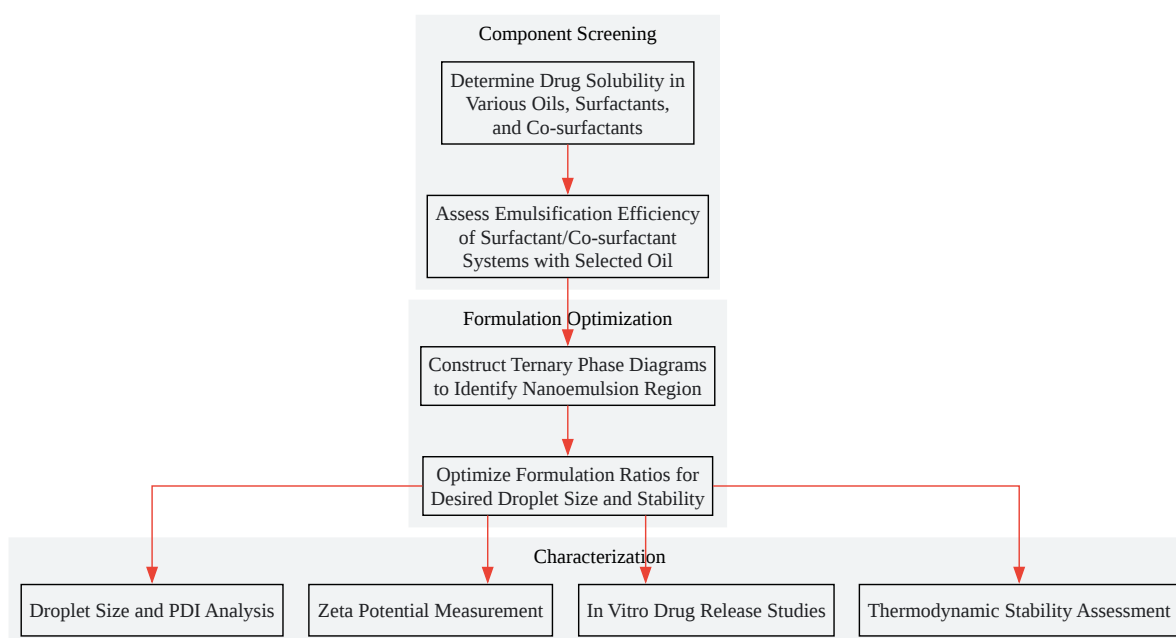 Component Screening
Determine Drug Solubility in
Various Oils, Surfactants,
and Co-surfactants
Assess Emulsification Efficiency
of Surfactant/Co-surfactant
Systems with Selected Oil
Formulation Optimization
Construct Ternary Phase Diagrams
to Identify Nanoemulsion Region
Optimize Formulation Ratios for
Desired Droplet Size and Stability
Characterization
Droplet Size and PDI Analysis
Zeta Potential Measurement
In Vitro Drug Release Studies
Thermodynamic Stability Assessment